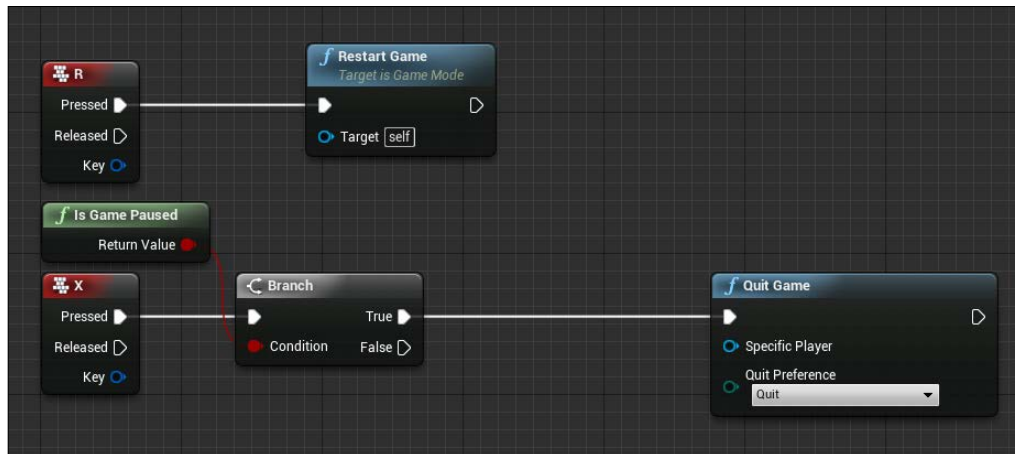 R
Pressed
Released
Key
f Restart Game
Target is Game Mode
Target self
f Is Game Paused
Return Value
X
Pressed
Released
Key
Branch
True
Condition
False
f Quit Game
Specific Player
Quit Preference
Quit